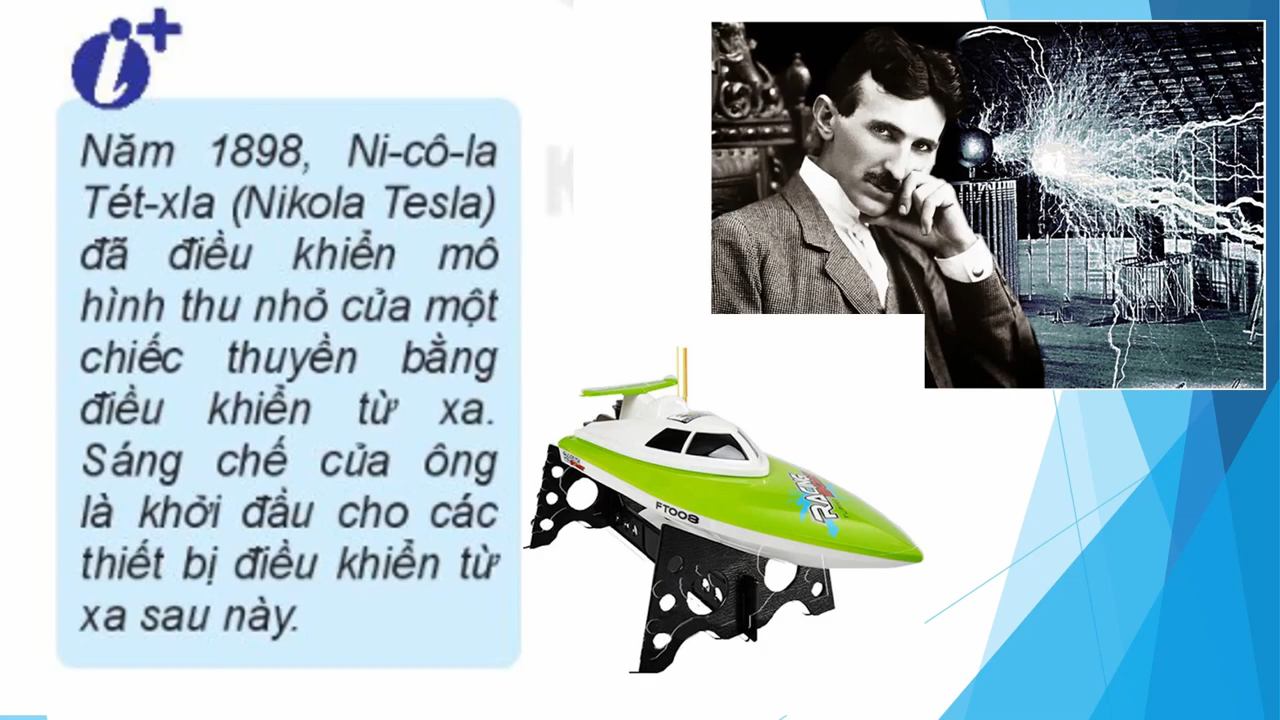 i+
Năm 1898, Ni-cô-la
Tét-xla (Nikola Tesla)
đã điều khiển mô
hình thu nhỏ của một
chiếc thuyền bằng
điều khiển từ xa.
Sáng chế của ông
là khởi đầu cho các
thiết bị điều khiển từ
xa sau này.
K
RACING
FT008